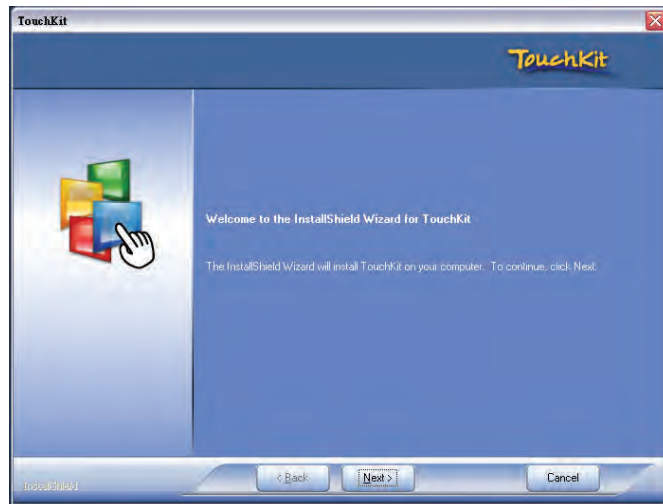 TouchKit
TouchKit
Welcome to the InstallShield Wizard for TouchKit
The InstallShield Wizard will install TouchKit on your computer. To continue, click Next.
InstallShield
< Back
Next >
Cancel